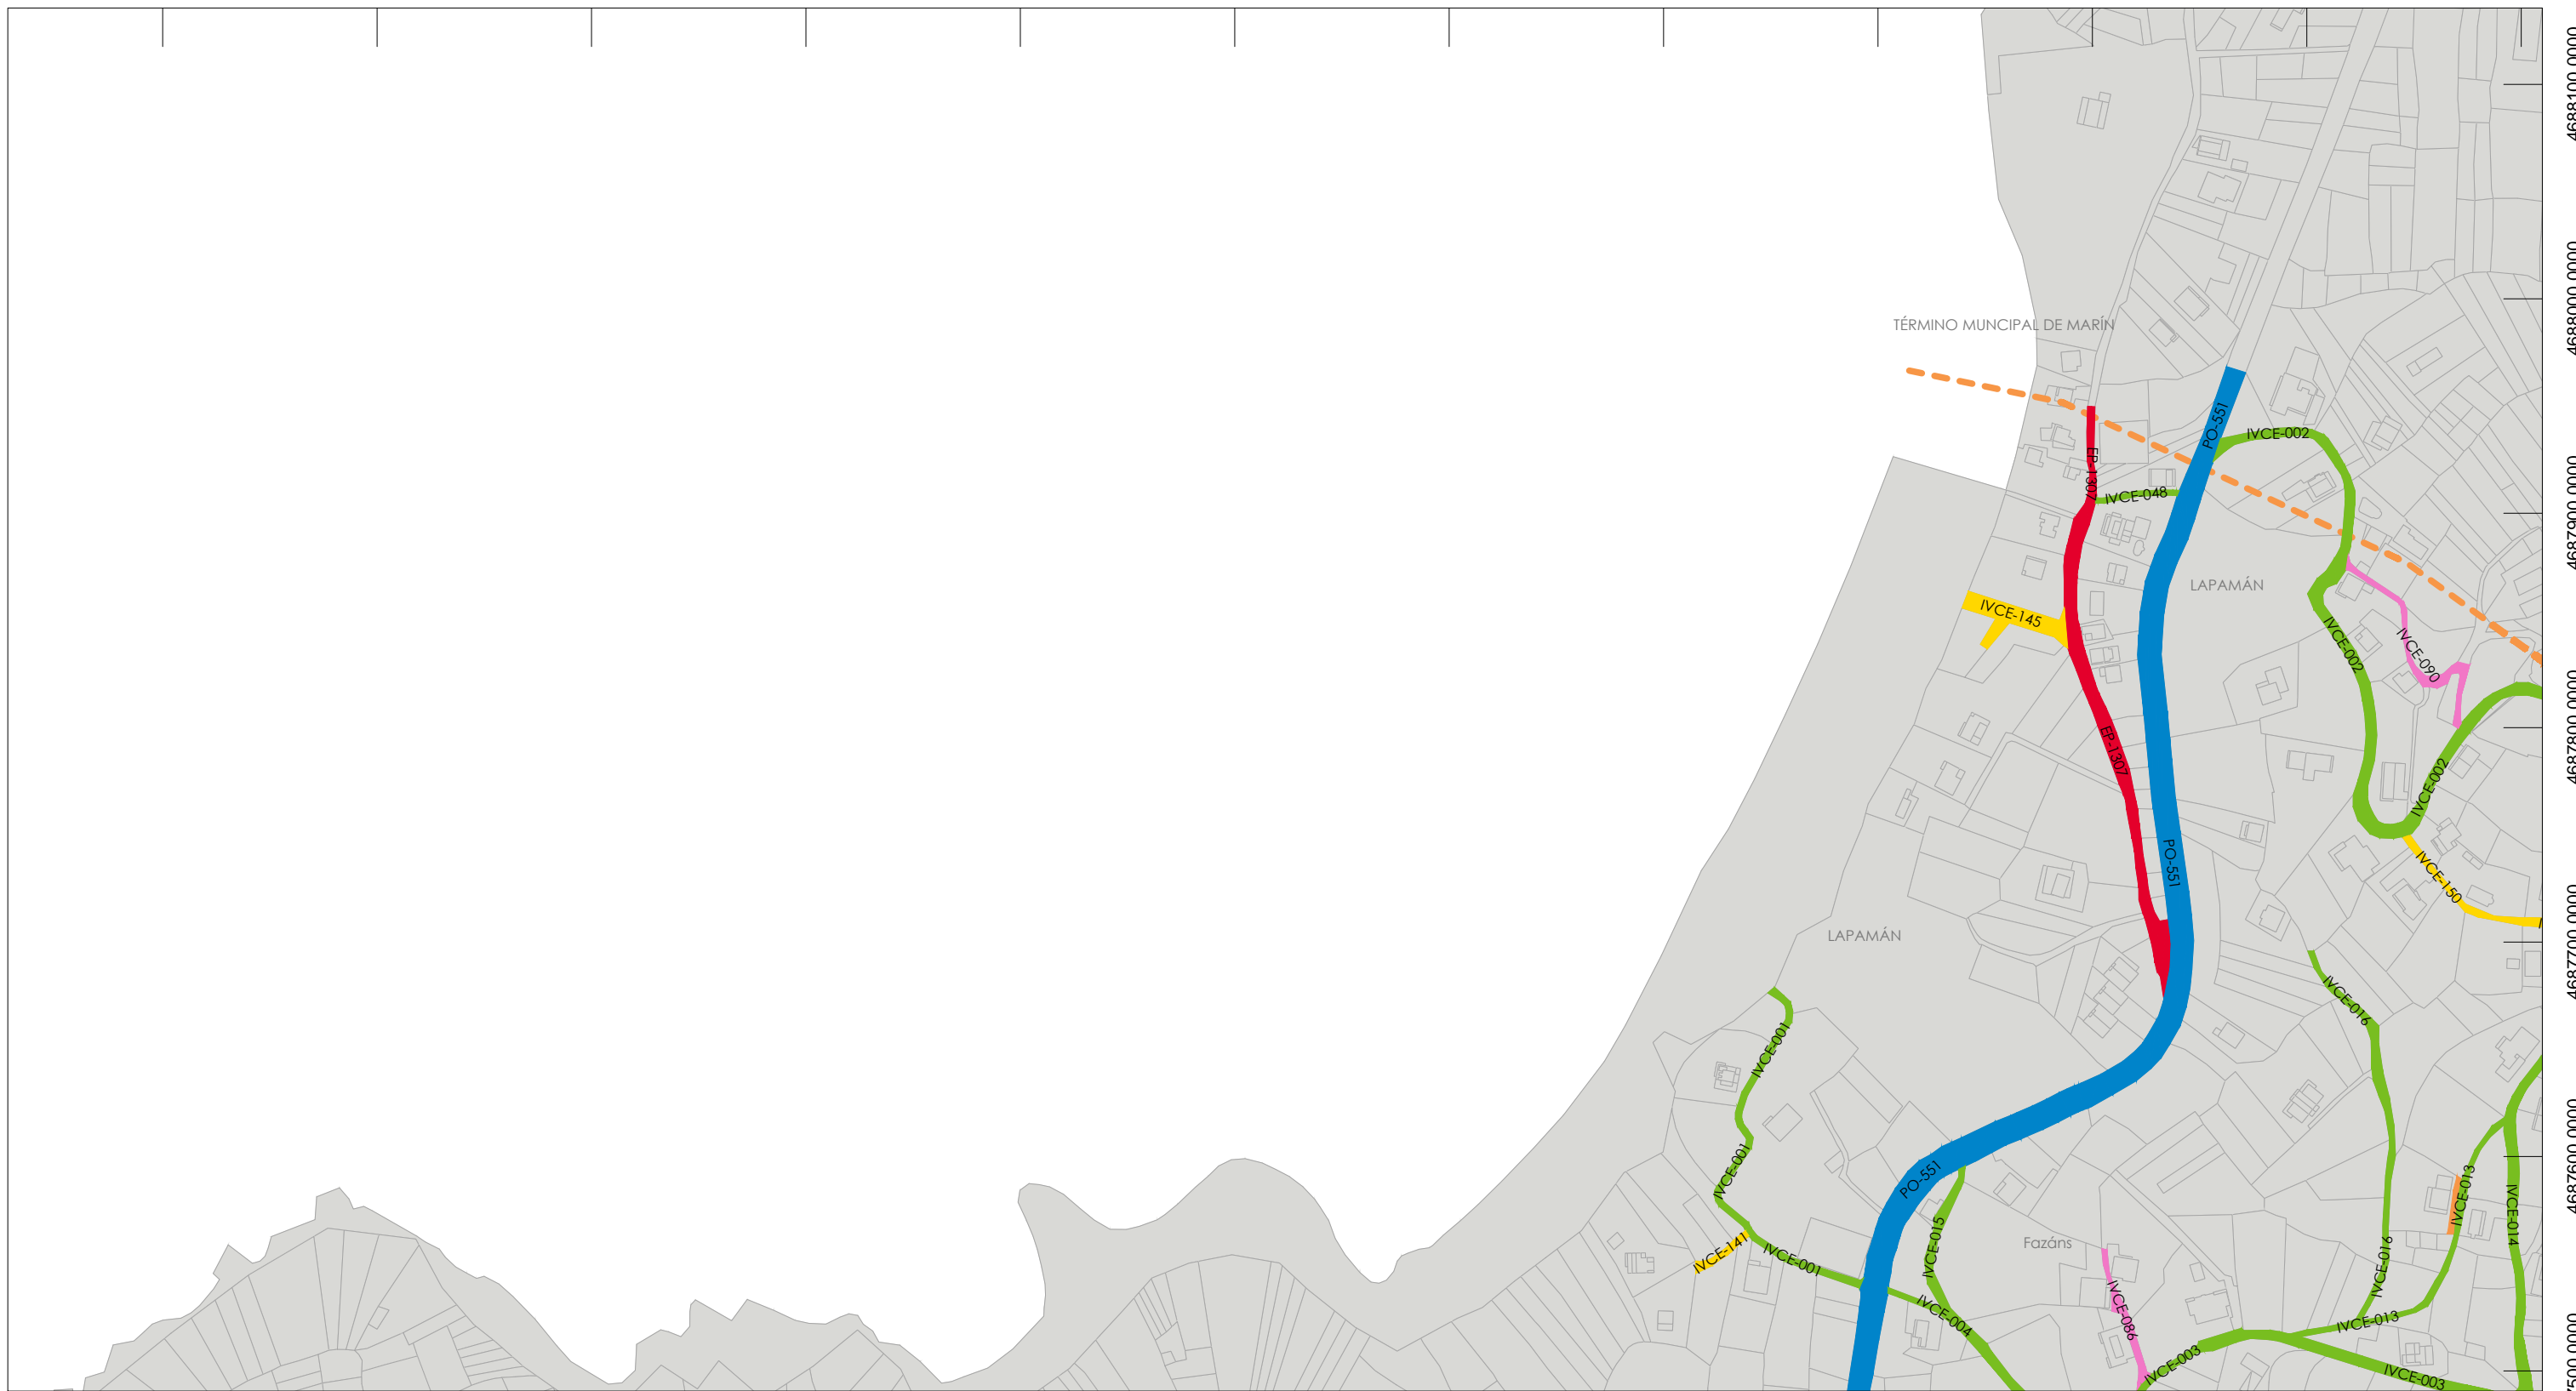 4688100,0000
4688000,0000
TÉRMINO MUNCIPAL DE MARÍN
PO-551
IVCE-002
EP-1307
IVCE-048
4687900,0000
LAPAMÁN
IVCE-145
IVCE-002
IVCE-090
4687800,0000
EP-1307
IVCE-002
PO-551
IVCE-150
LAPAMÁN
4687700,0000
IVCE-016
IVCE-001
IVCE-001
PO-551
4687600,0000
IVCE-013
IVCE-014
IVCE-015
Fazáns
IVCE-141
IVCE-001
IVCE-016
IVCE-004
IVCE-086
IVCE-013
IVCE-003
IVCE-003